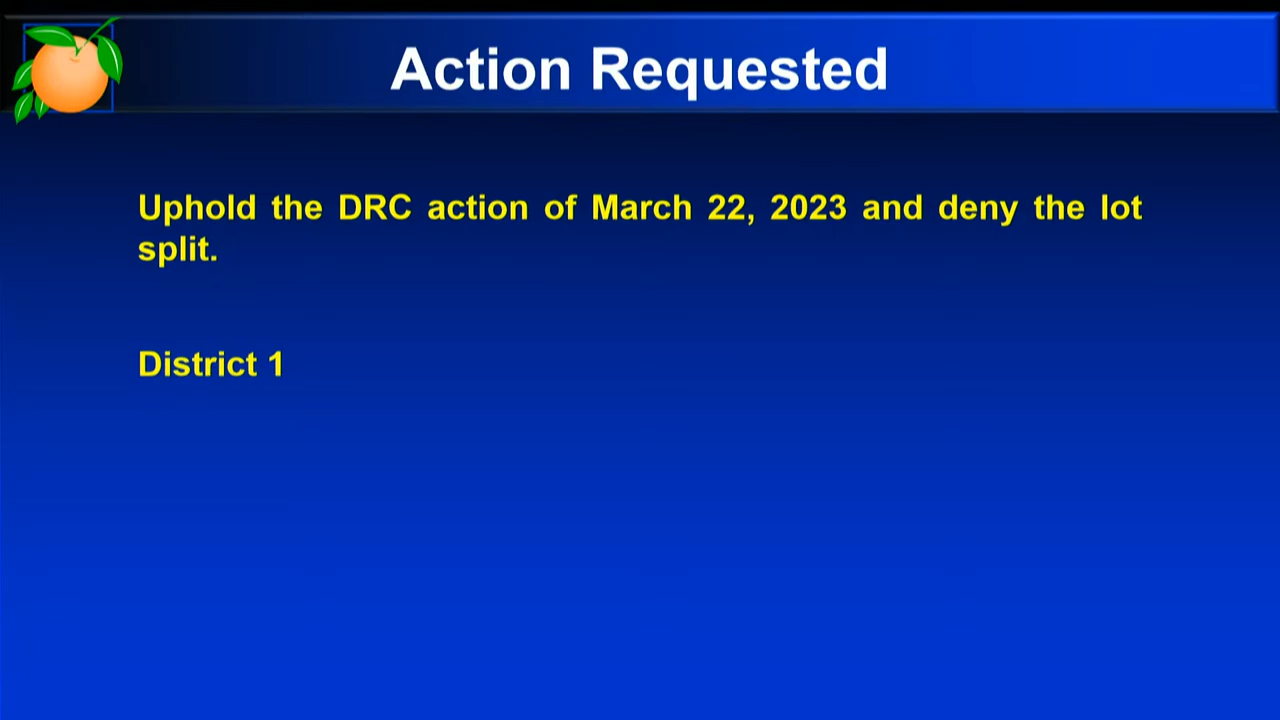 Action Requested
Uphold the DRC action of March 22, 2023 and deny the lot
split.
District 1